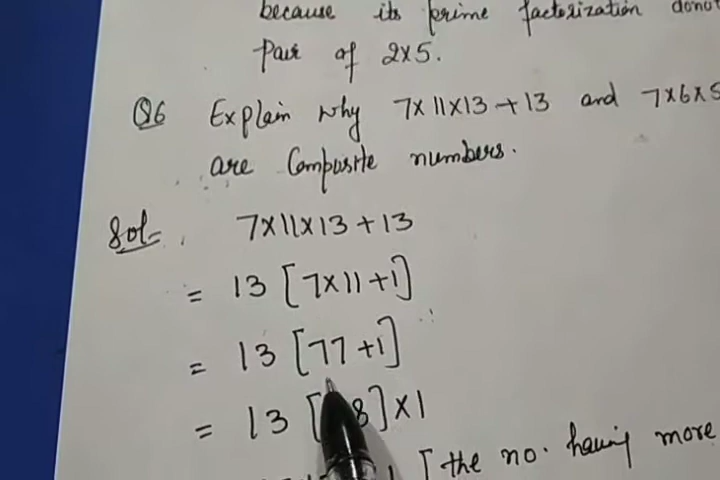 because its prime factorization donot
Pair of 2×5.
Q6 Explain why 7×11×13+13 and 7×6×5
are Composite numbers.
Sol=. 7×11×13+13
= 13 [7×11+1]
= 13 [77+1]
= 13 [ 8]×1
[the no. having more